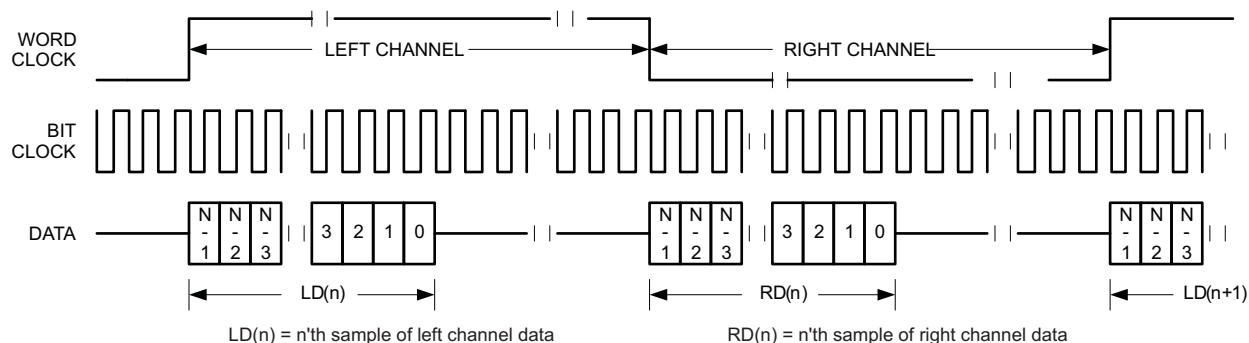 WORD
CLOCK
LEFT CHANNEL
RIGHT CHANNEL
BIT
CLOCK
DATA
N
-
1
N
-
2
N
-
3
3 2 1 0
N
-
1
N
-
2
N
-
3
3 2 1 0
N
-
1
N
-
2
N
-
3
LD(n)
RD(n)
LD(n+1)
LD(n) = n'th sample of left channel data
RD(n) = n'th sample of right channel data